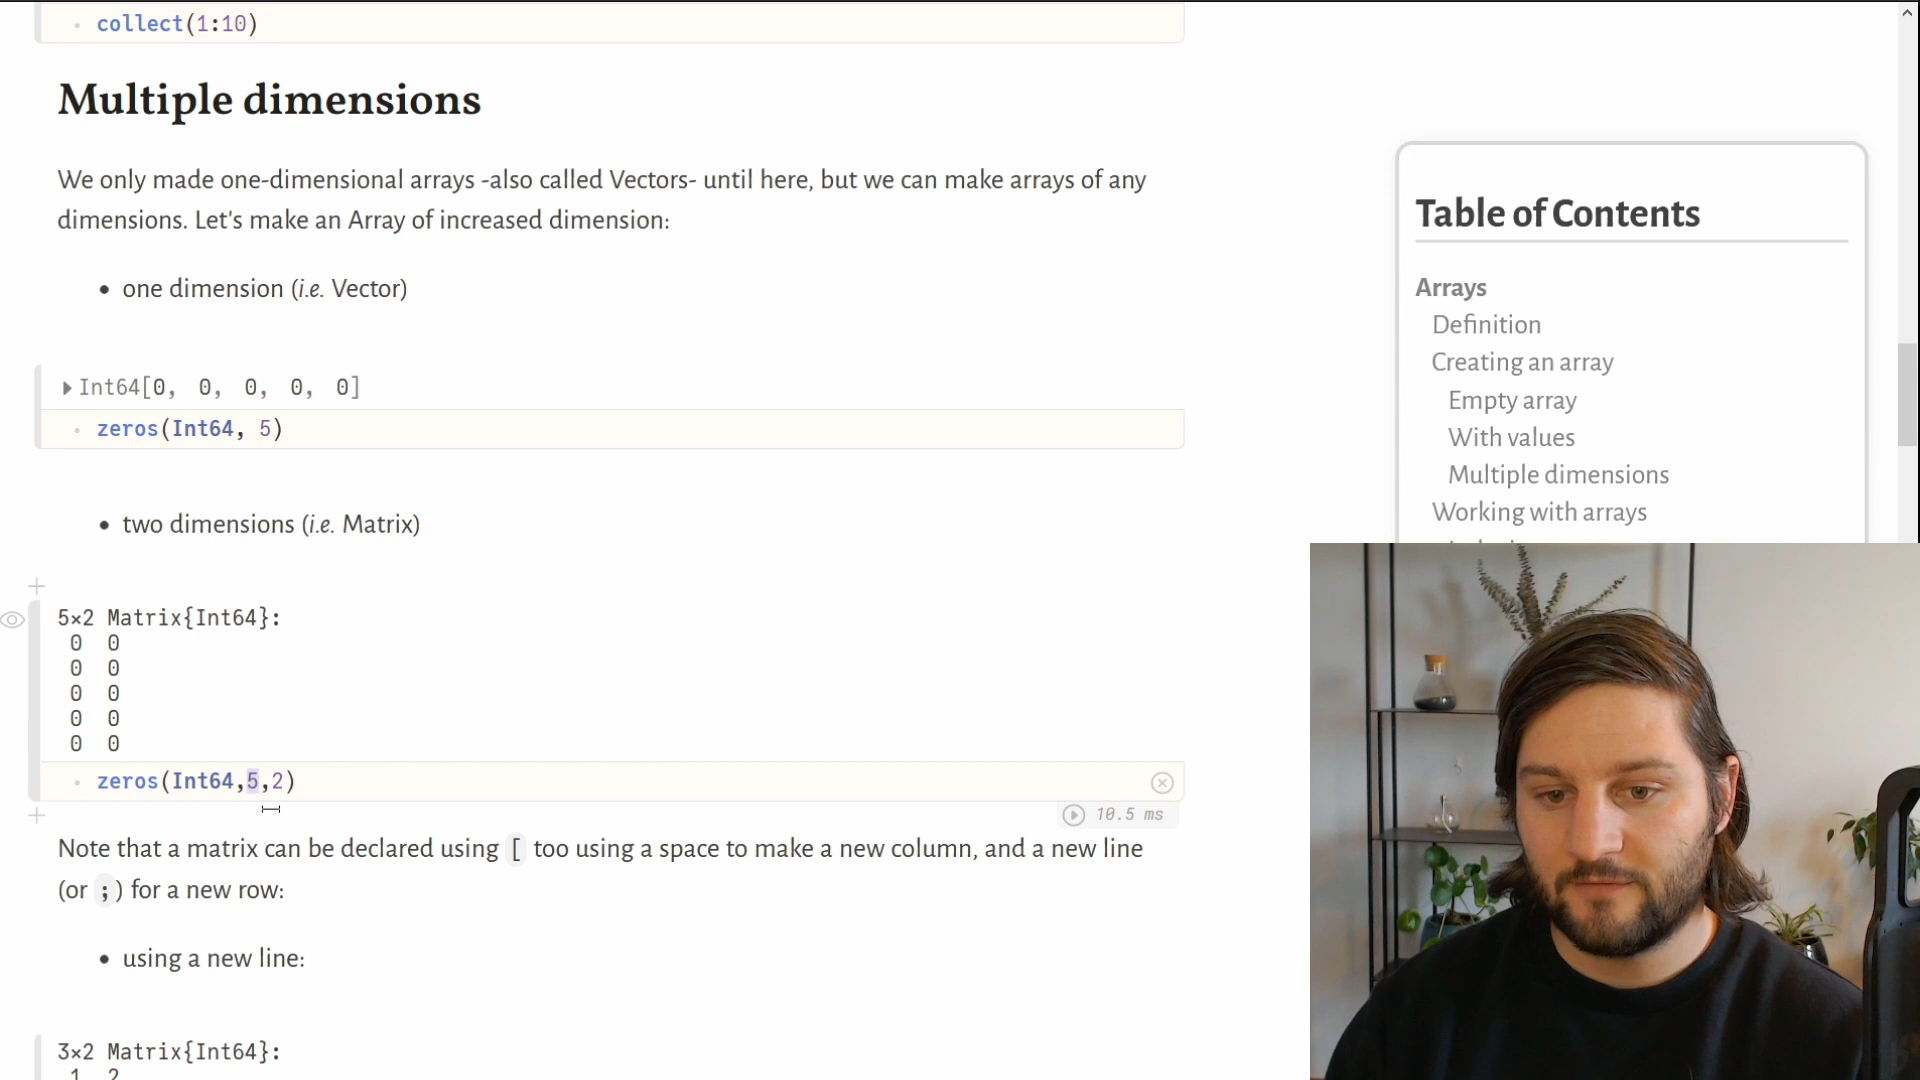 collect(1:10)
Multiple dimensions
We only made one-dimensional arrays -also called Vectors- until here, but we can make arrays of any
dimensions. Let's make an Array of increased dimension:
• one dimension (i.e. Vector)
Int64[0, 0, 0, 0, 0]
zeros(Int64, 5)
• two dimensions (i.e. Matrix)
5×2 Matrix{Int64}:
0 0
0 0
0 0
0 0
0 0
zeros(Int64,5,2)
10.5 ms
Note that a matrix can be declared using [ too using a space to make a new column, and a new line
(or ;) for a new row:
• using a new line:
3×2 Matrix{Int64}:
1 2
Table of Contents
Arrays
Definition
Creating an array
Empty array
With values
Multiple dimensions
Working with arrays